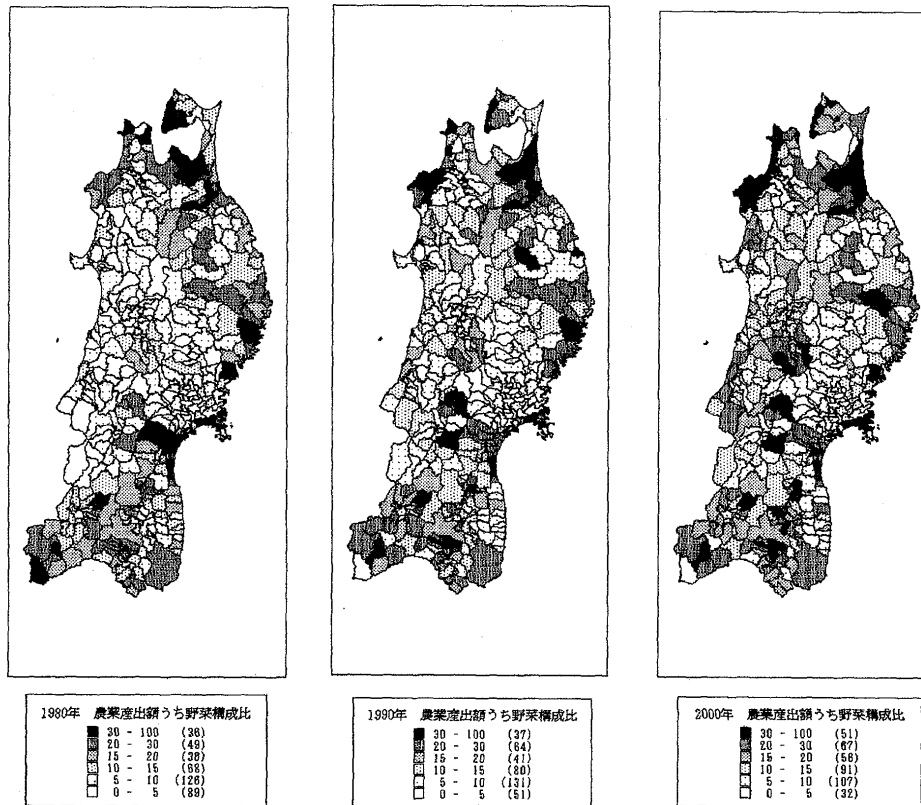 1980年 農業産出額うち野菜構成比
30 - 100 (36)
20 - 30 (49)
15 - 20 (38)
10 - 15 (68)
5 - 10 (126)
0 - 5 (89)
1990年 農業産出額うち野菜構成比
30 - 100 (37)
20 - 30 (64)
15 - 20 (41)
10 - 15 (80)
5 - 10 (131)
0 - 5 (51)
2000年 農業産出額うち野菜構成比
30 - 100 (51)
20 - 30 (67)
15 - 20 (56)
10 - 15 (91)
5 - 10 (107)
0 - 5 (32)